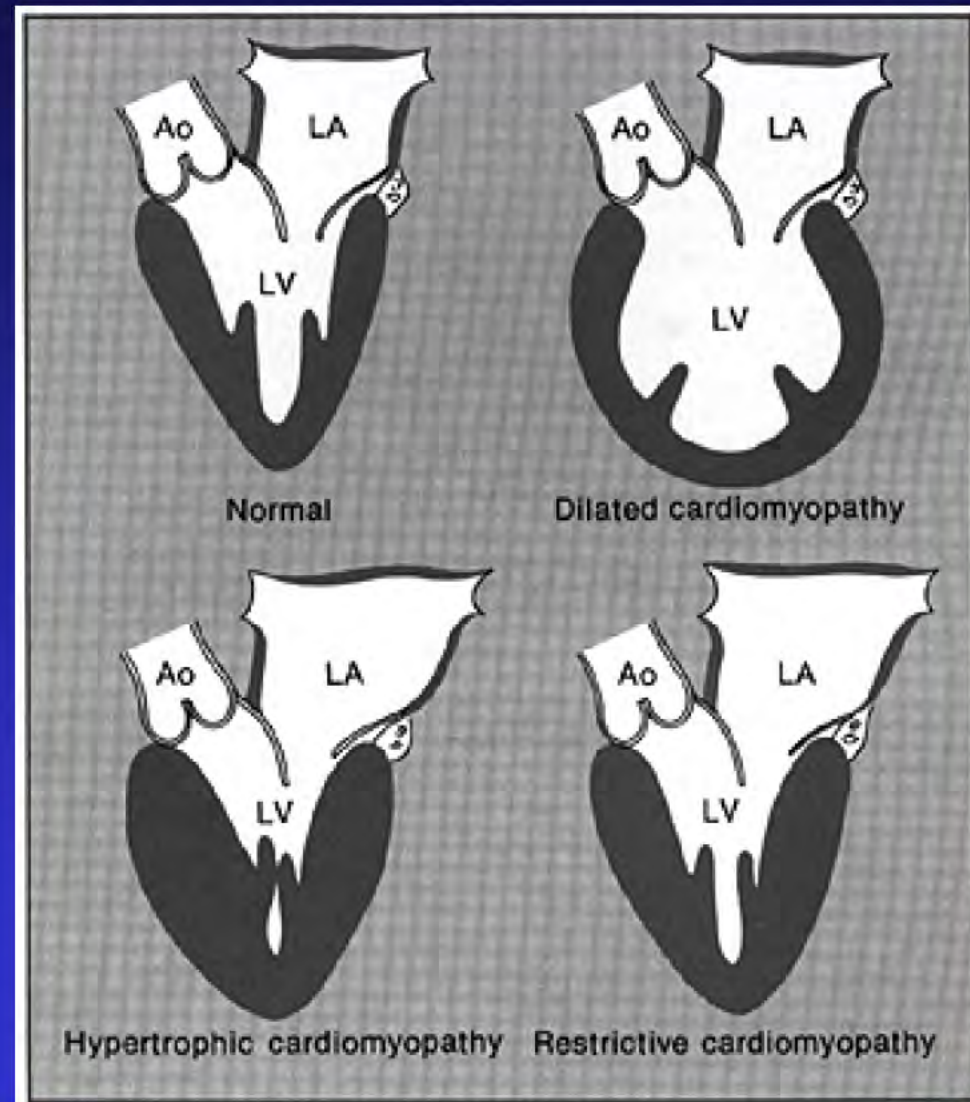 Ao
LA
LV
Normal
Ao
LA
LV
Dilated cardiomyopathy
Ao
LA
LV
Hypertrophic cardiomyopathy
Ao
LA
LV
Restrictive cardiomyopathy